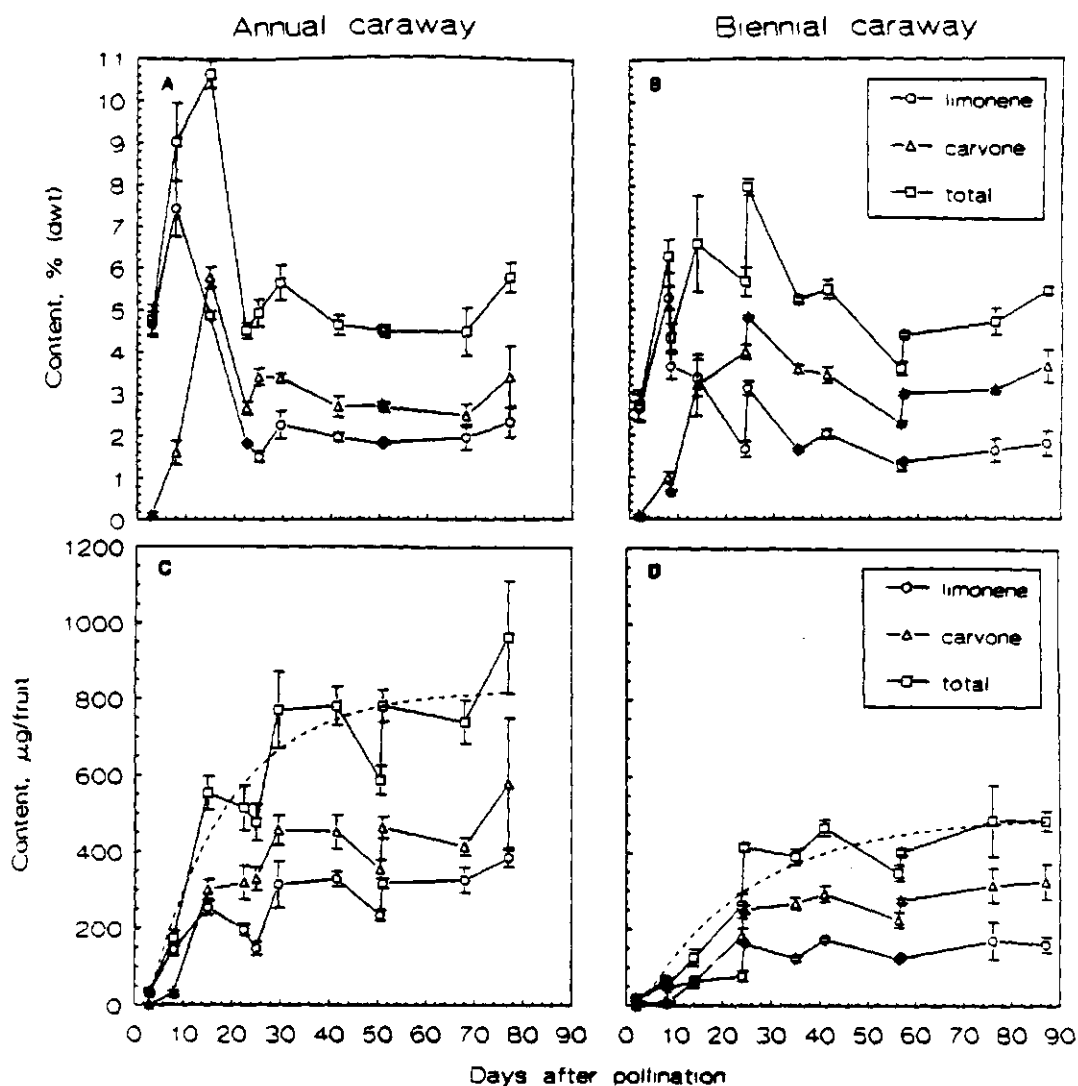 Annual caraway
Biennial caraway
A
B
limonene
carvone
total
Content, % (dwt)
11
10
9
8
7
6
5
4
3
2
1
0
C
D
limonene
carvone
total
Content, µg/fruit
1200
1000
800
600
400
200
0
0 10 20 30 40 50 60 70 80 90
0 10 20 30 40 50 60 70 80 90
Days after pollination